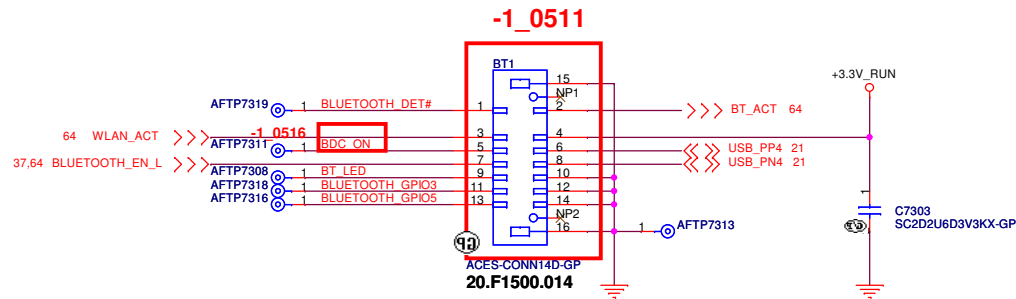 -1_0511
BT1
+3.3V_RUN
15
NP1
AFTP7319 1 BLUETOOTH_DET# 1
2 BT_ACT 64
64 WLAN_ACT 3
4
-1_0516
AFTP7311 1 BDC_ON 5
6 USB_PP4 21
37,64 BLUETOOTH_EN_L 7
8 USB_PN4 21
AFTP7308 1 BT_LED 9
10
AFTP7318 1 BLUETOOTH_GPIO3 11
12
AFTP7316 1 BLUETOOTH_GPIO5 13
14
NP2
16
1 AFTP7313
1
C7303
SC2D2U6D3V3KX-GP
GP
ACES-CONN14D-GP
20.F1500.014